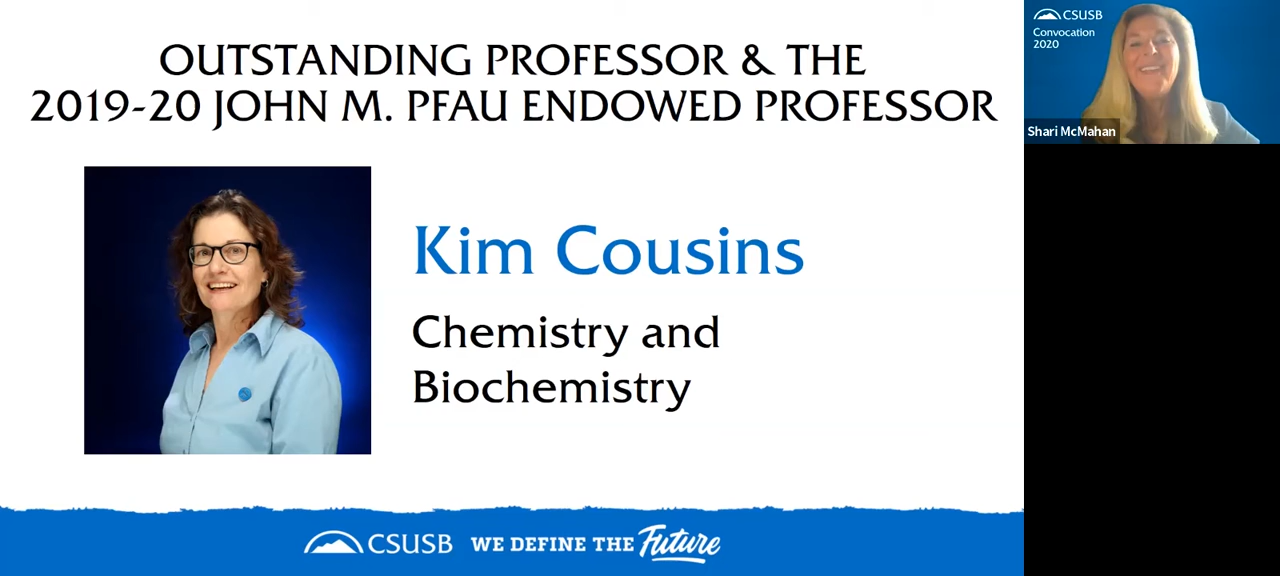 OUTSTANDING PROFESSOR & THE
2019-20 JOHN M. PFAU ENDOWED PROFESSOR
Kim Cousins
Chemistry and
Biochemistry
CSUSB WE DEFINE THE Future
CSUSB
Convocation
2020
Shari McMahan